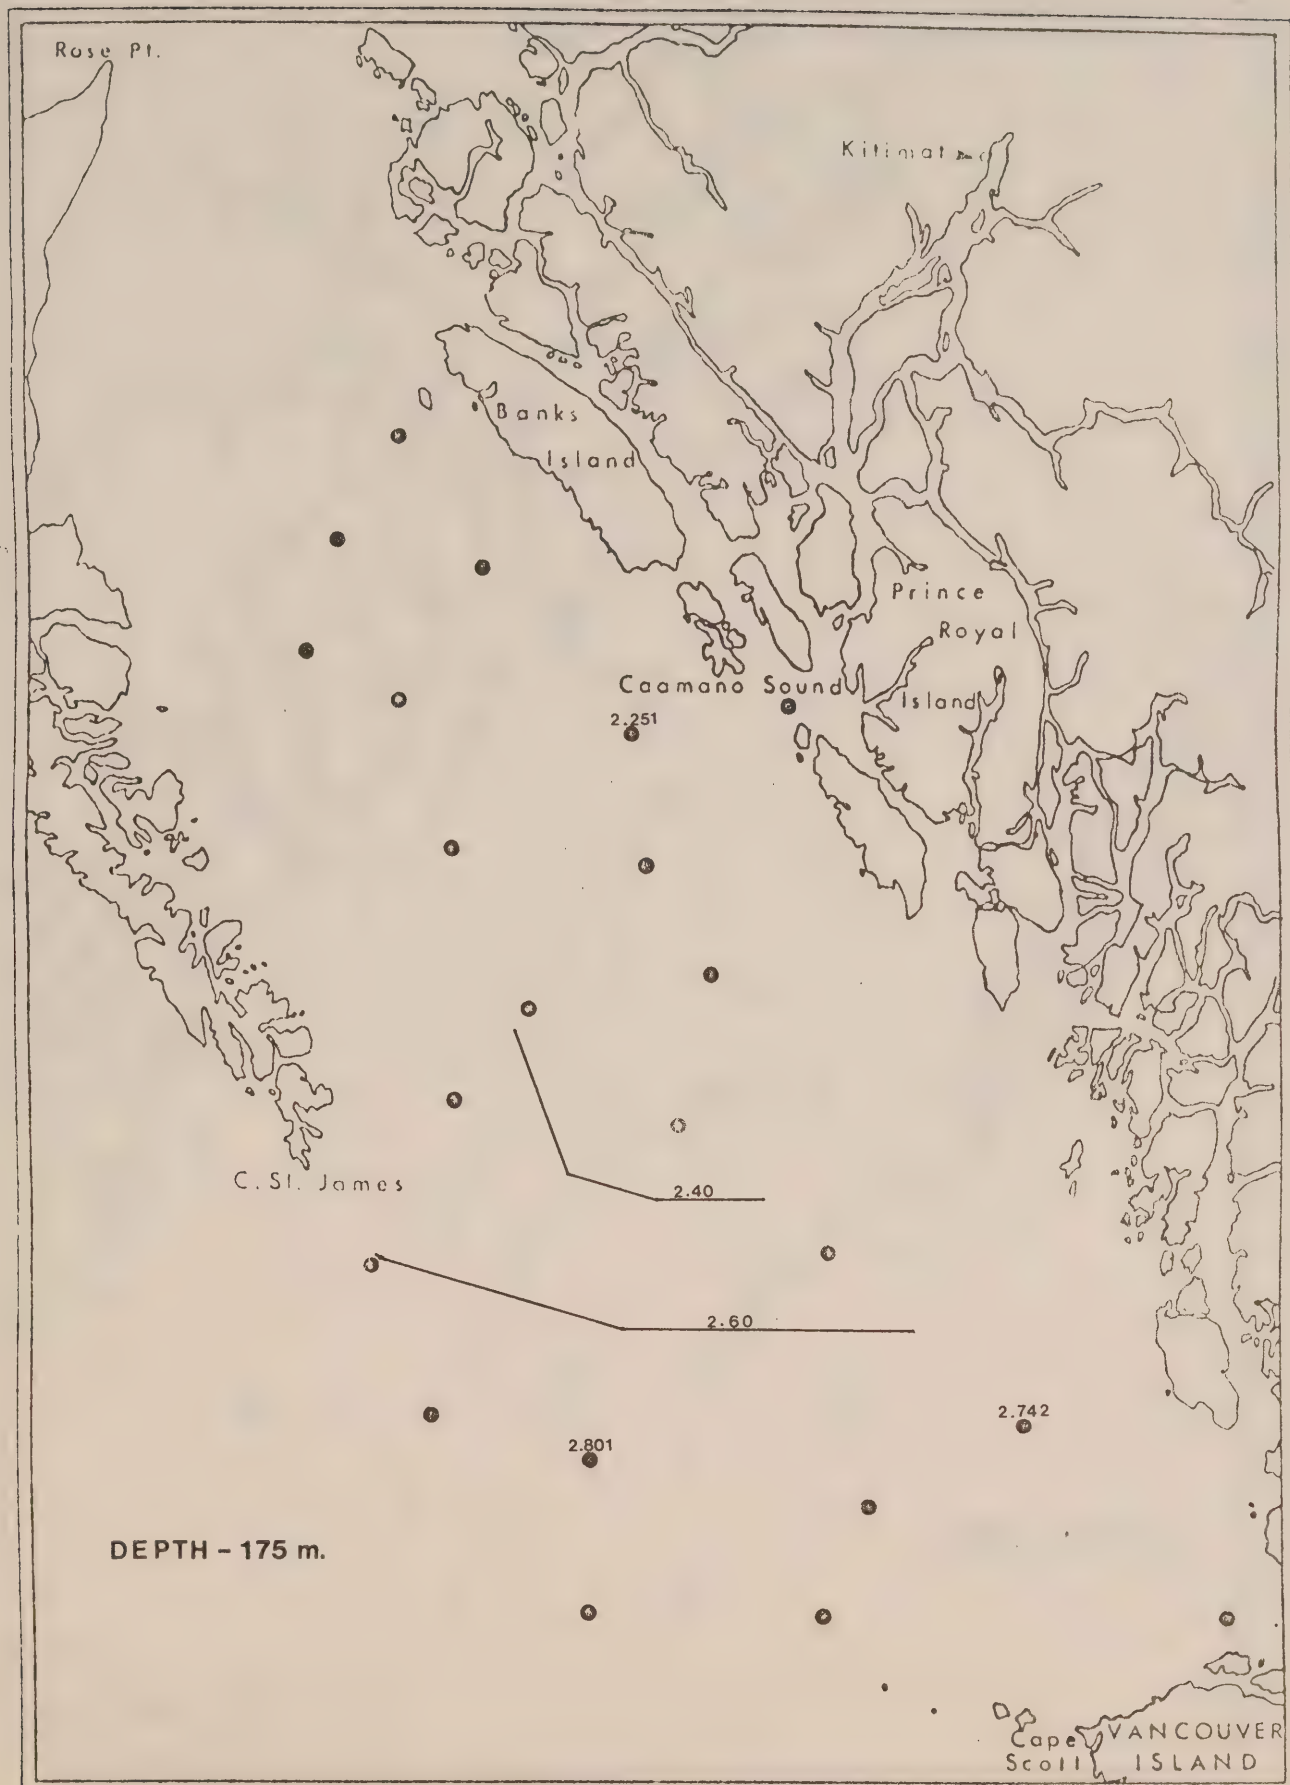 Rose Pt.
Kitimat
Banks
Island
Prince
Royal
Island
Caamano Sound
2.251
C. St. James
2.40
2.60
2.742
2.801
DEPTH – 175 m.
Cape
Scott
VANCOUVER
ISLAND